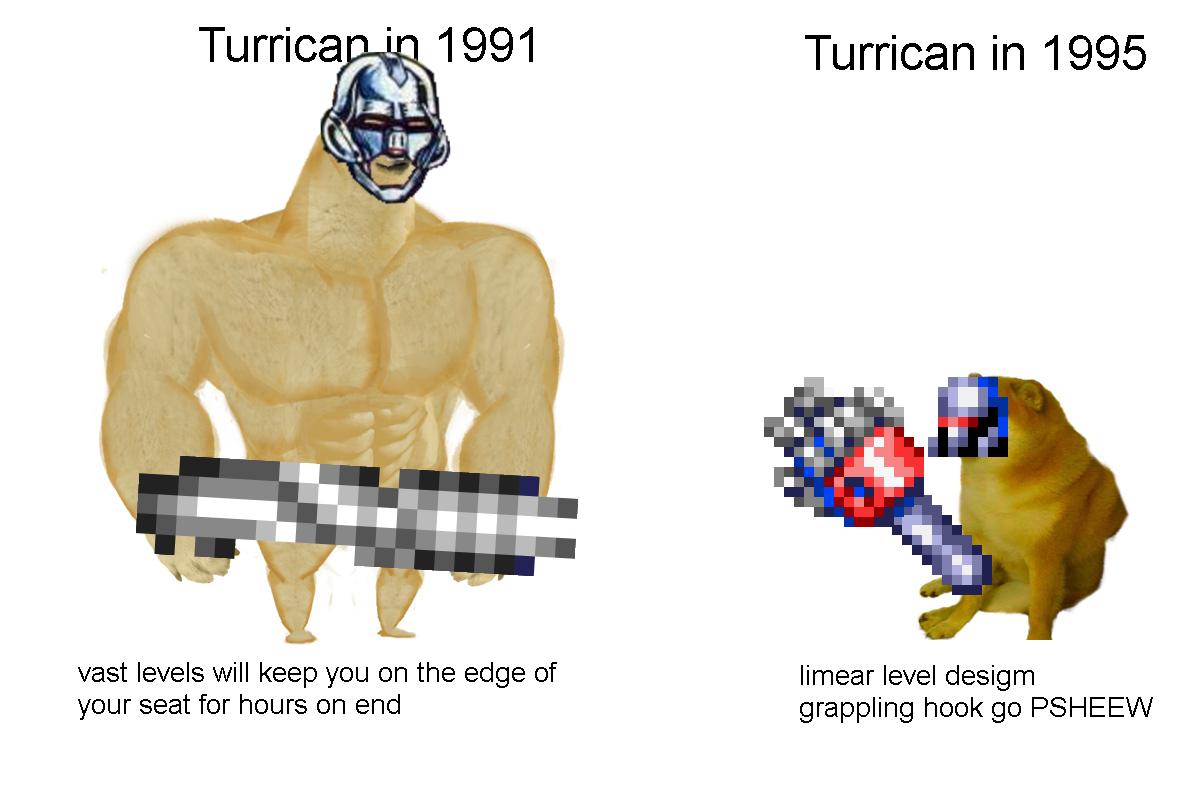 Turrican in 1991
Turrican in 1995
vast levels will keep you on the edge of
your seat for hours on end
limear level desigm
grappling hook go PSHEEW